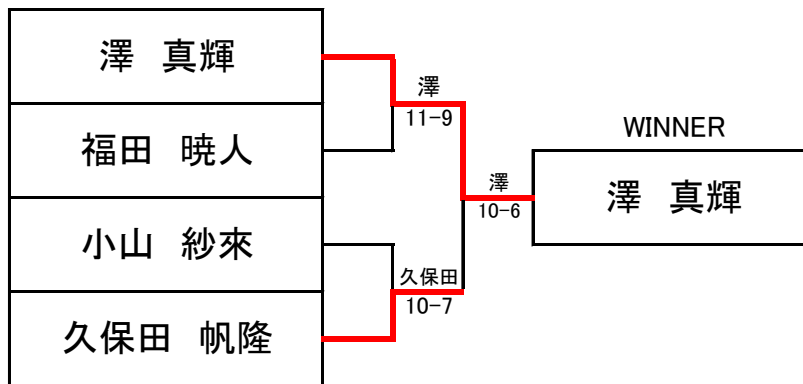 澤　真輝
福田　暁人
小山　紗來
久保田　帆隆
澤
11-9
久保田
10-7
澤
10-6
WINNER
澤　真輝